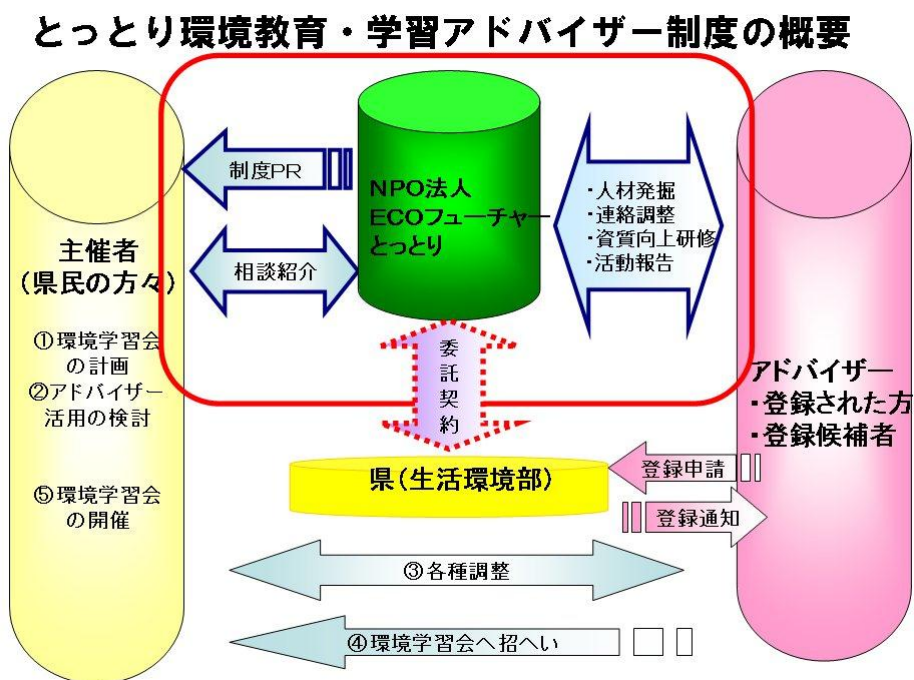 とっとり環境教育・学習アドバイザー制度の概要
制度PR
相談紹介
NPO法人
ECOフューチャー
とっとり
・人材発掘
・連絡調整
・資質向上研修
・活動報告
主催者
(県民の方々)
①環境学習会
の計画
②アドバイザー
活用の検討
⑤環境学習会
の開催
委
託
契
約
アドバイザー
・登録された方
・登録候補者
県(生活環境部)
登録申請
登録通知
③各種調整
④環境学習会へ招へい